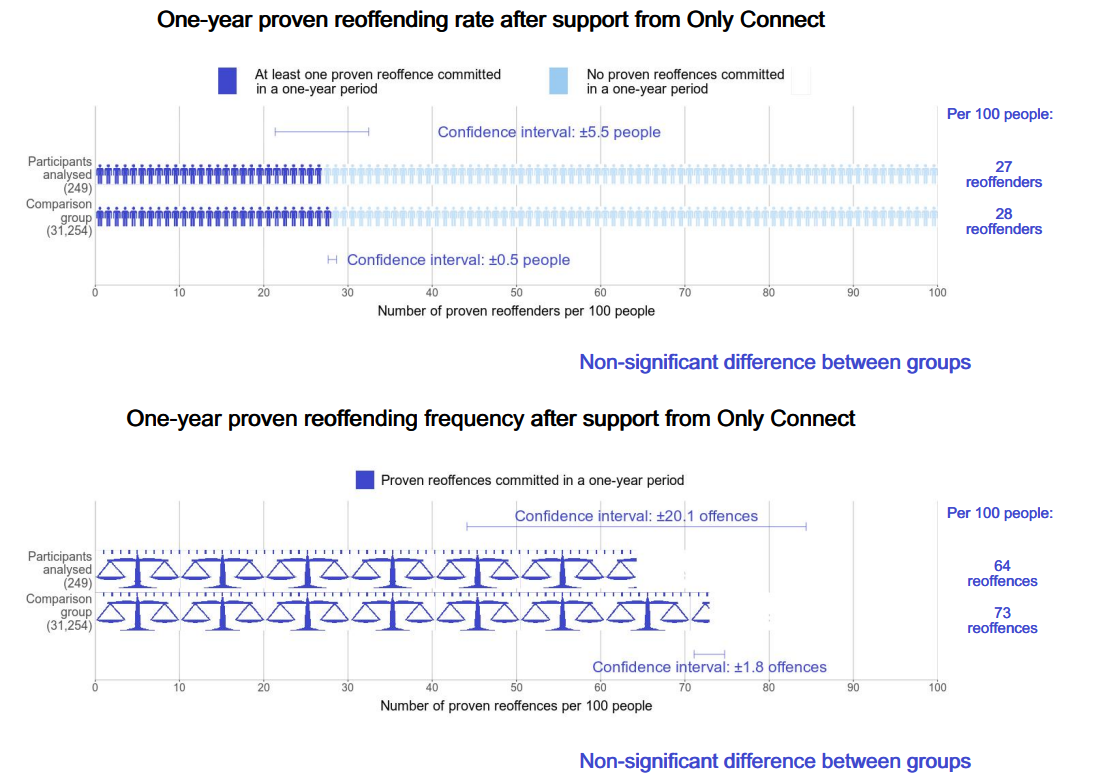 One-year proven reoffending rate after support from Only Connect
At least one proven reoffence committed
in a one-year period
No proven reoffences committed
in a one-year period
Per 100 people:
Confidence interval: ±5.5 people
Participants
analysed
(249)
27
reoffenders
Comparison
group
(31,254)
28
reoffenders
Confidence interval: ±0.5 people
0 10 20 30 40 50 60 70 80 90 100
Number of proven reoffenders per 100 people
Non-significant difference between groups
One-year proven reoffending frequency after support from Only Connect
Proven reoffences committed in a one-year period
Per 100 people:
Confidence interval: ±20.1 offences
Participants
analysed
(249)
64
reoffences
Comparison
group
(31,254)
73
reoffences
Confidence interval: ±1.8 offences
0 10 20 30 40 50 60 70 80 90 100
Number of proven reoffences per 100 people
Non-significant difference between groups